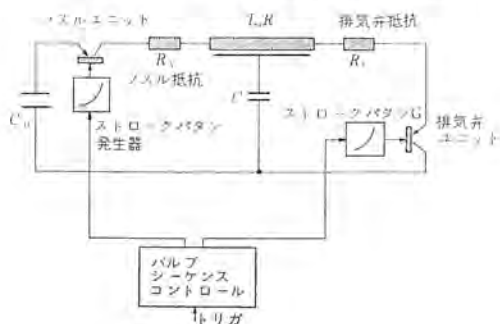 ノズルユニット
L,R
排気弁抵抗
ノズル抵抗
C
ストロークパタン
発生器
ストロークパタンG
排気弁
ユニット
バルブ
シーケンス
コントロール
トリガ